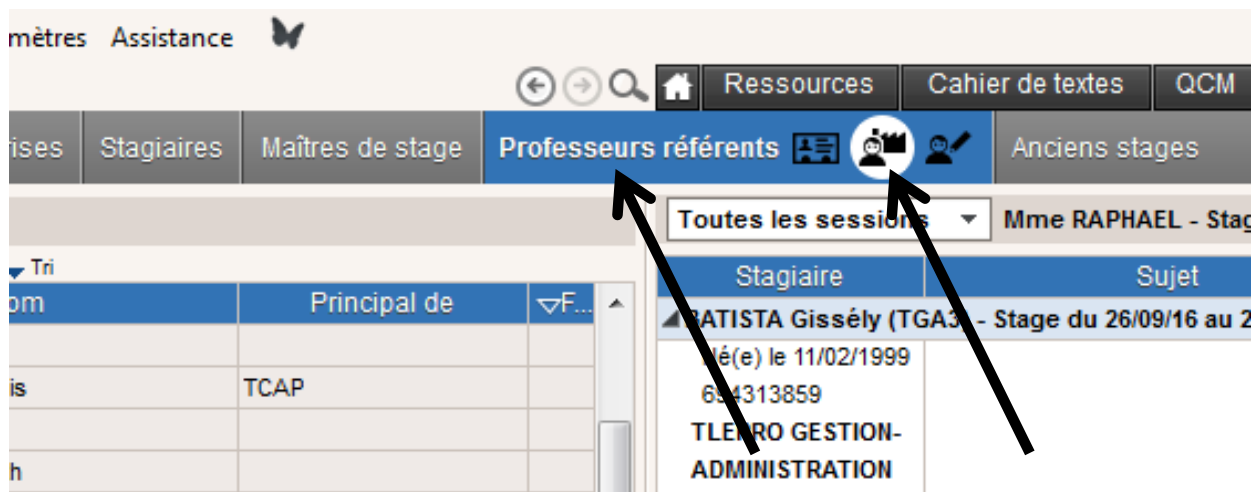 mètres Assistance
Ressources Cahier de textes QCM
rises Stagiaires Maîtres de stage Professeurs référents Anciens stages
Toutes les sessions Mme RAPHAEL - Stag
Tri
om Principal de F...
Stagiaire Sujet
BATISTA Gissély (TGA3) - Stage du 26/09/16 au 2
Né(e) le 11/02/1999
is TCAP
694313859
TLEPRO GESTION-
h ADMINISTRATION